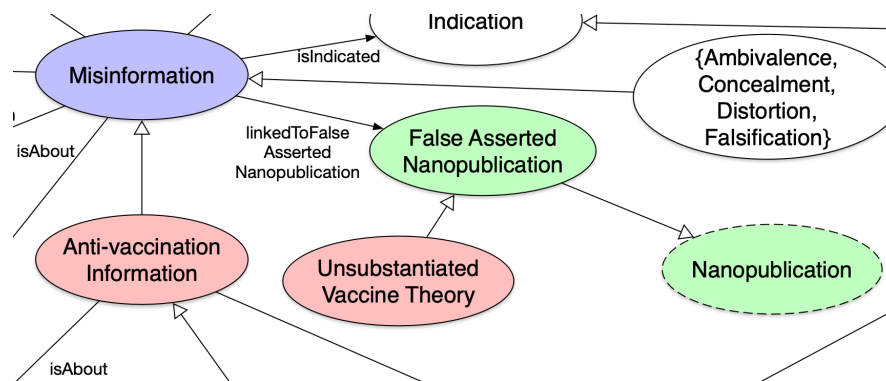 Indication
isIndicated
{Ambivalence,
Concealment,
Distortion,
Falsification}
Misinformation
linkedToFalse
Asserted
Nanopublication
False Asserted
Nanopublication
isAbout
Anti-vaccination
Information
Unsubstantiated
Vaccine Theory
Nanopublication
isAbout